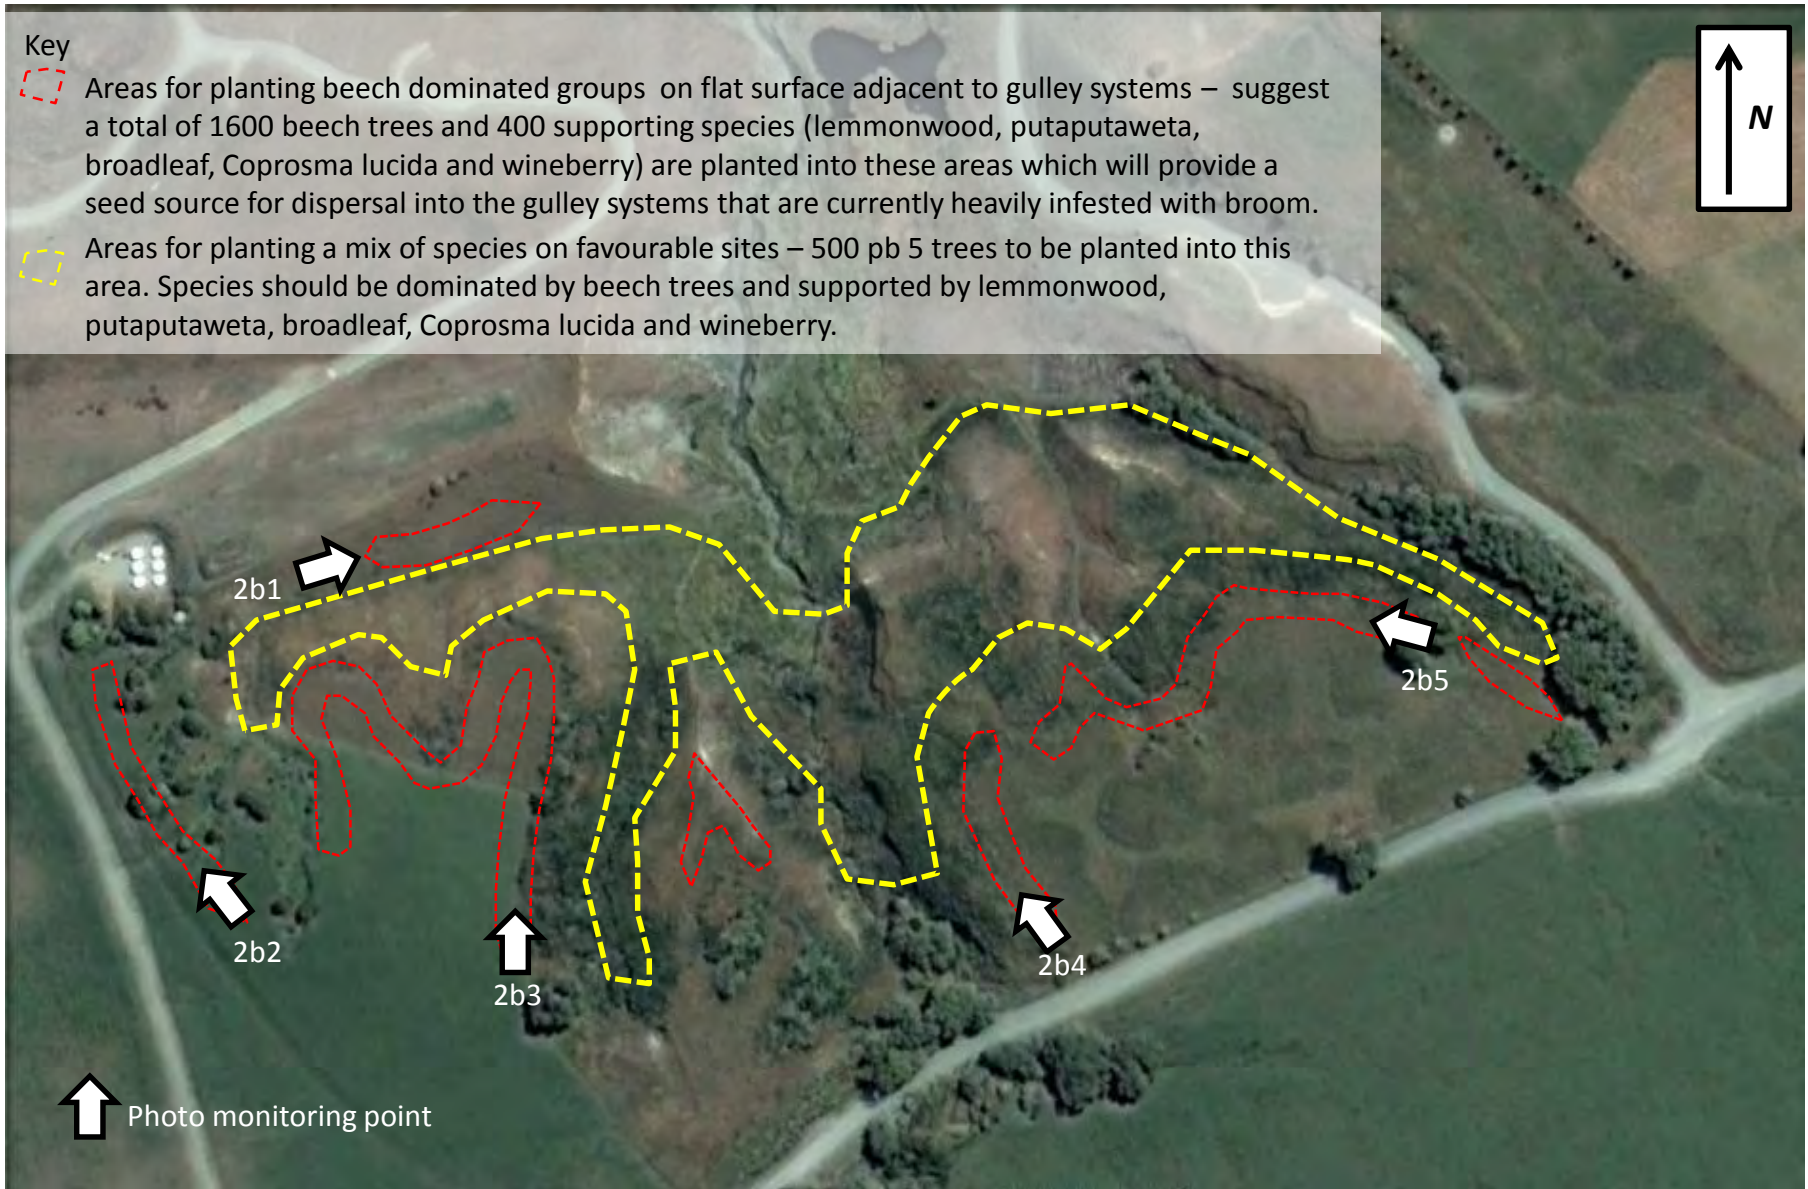 Key
Areas for planting beech dominated groups on flat surface adjacent to gulley systems – suggest
a total of 1600 beech trees and 400 supporting species (lemmonwood, putaputaweta,
broadleaf, Coprosma lucida and wineberry) are planted into these areas which will provide a
seed source for dispersal into the gulley systems that are currently heavily infested with broom.
Areas for planting a mix of species on favourable sites – 500 pb 5 trees to be planted into this
area. Species should be dominated by beech trees and supported by lemmonwood,
putaputaweta, broadleaf, Coprosma lucida and wineberry.
N
2b1
2b5
2b2
2b4
2b3
Photo monitoring point